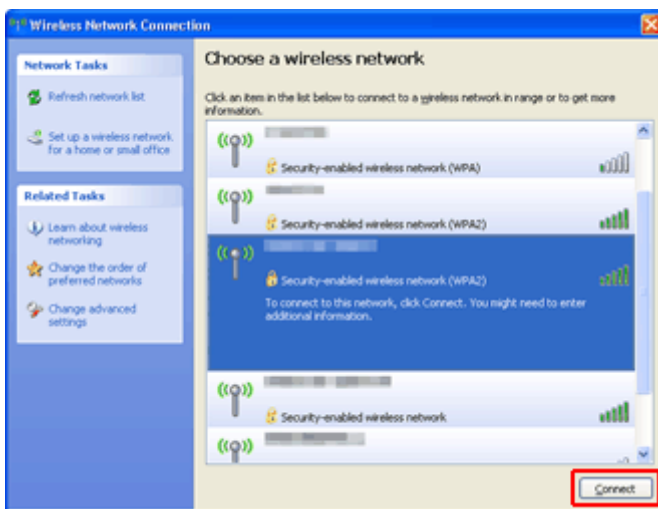 Wireless Network Connection
Network Tasks
Refresh network list
Set up a wireless network
for a home or small office
Related Tasks
Learn about wireless
networking
Change the order of
preferred networks
Change advanced
settings
Choose a wireless network
Click an item in the list below to connect to a wireless network in range or to get more
information.
Security-enabled wireless network (WPA)
Security-enabled wireless network (WPA2)
Security-enabled wireless network (WPA2)
To connect to this network, click Connect. You might need to enter
additional information.
Security-enabled wireless network
Connect